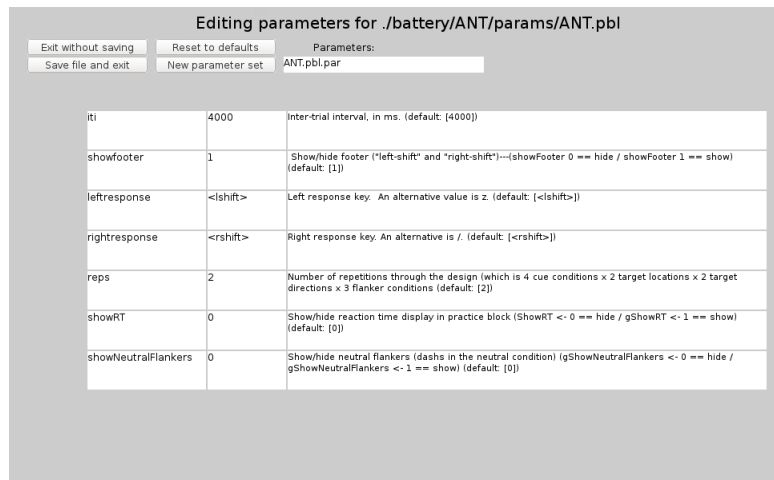 Editing parameters for ./battery/ANT/params/ANT.pbl
Exit without saving Reset to defaults Parameters:
Save file and exit New parameter set ANT.pbl.par
iti 4000 Inter-trial interval, in ms. (default: [4000])
showfooter 1 Show/hide footer ("left-shift" and "right-shift")---(showFooter 0 == hide / showFooter 1 == show)
(default: [1])
leftresponse <lshift> Left response key.  An alternative value is z. (default: [<lshift>])
rightresponse <rshift> Right response key. An alternative is /. (default: [<rshift>])
reps 2 Number of repetitions through the design (which is 4 cue conditions x 2 target locations x 2 target
directions x 3 flanker conditions (default: [2])
showRT 0 Show/hide reaction time display in practice block (ShowRT <- 0 == hide / gShowRT <- 1 == show)
(default: [0])
showNeutralFlankers 0 Show/hide neutral flankers (dashs in the neutral condition) (gShowNeutralFlankers <- 0 == hide /
gShowNeutralFlankers <- 1 == show) (default: [0])